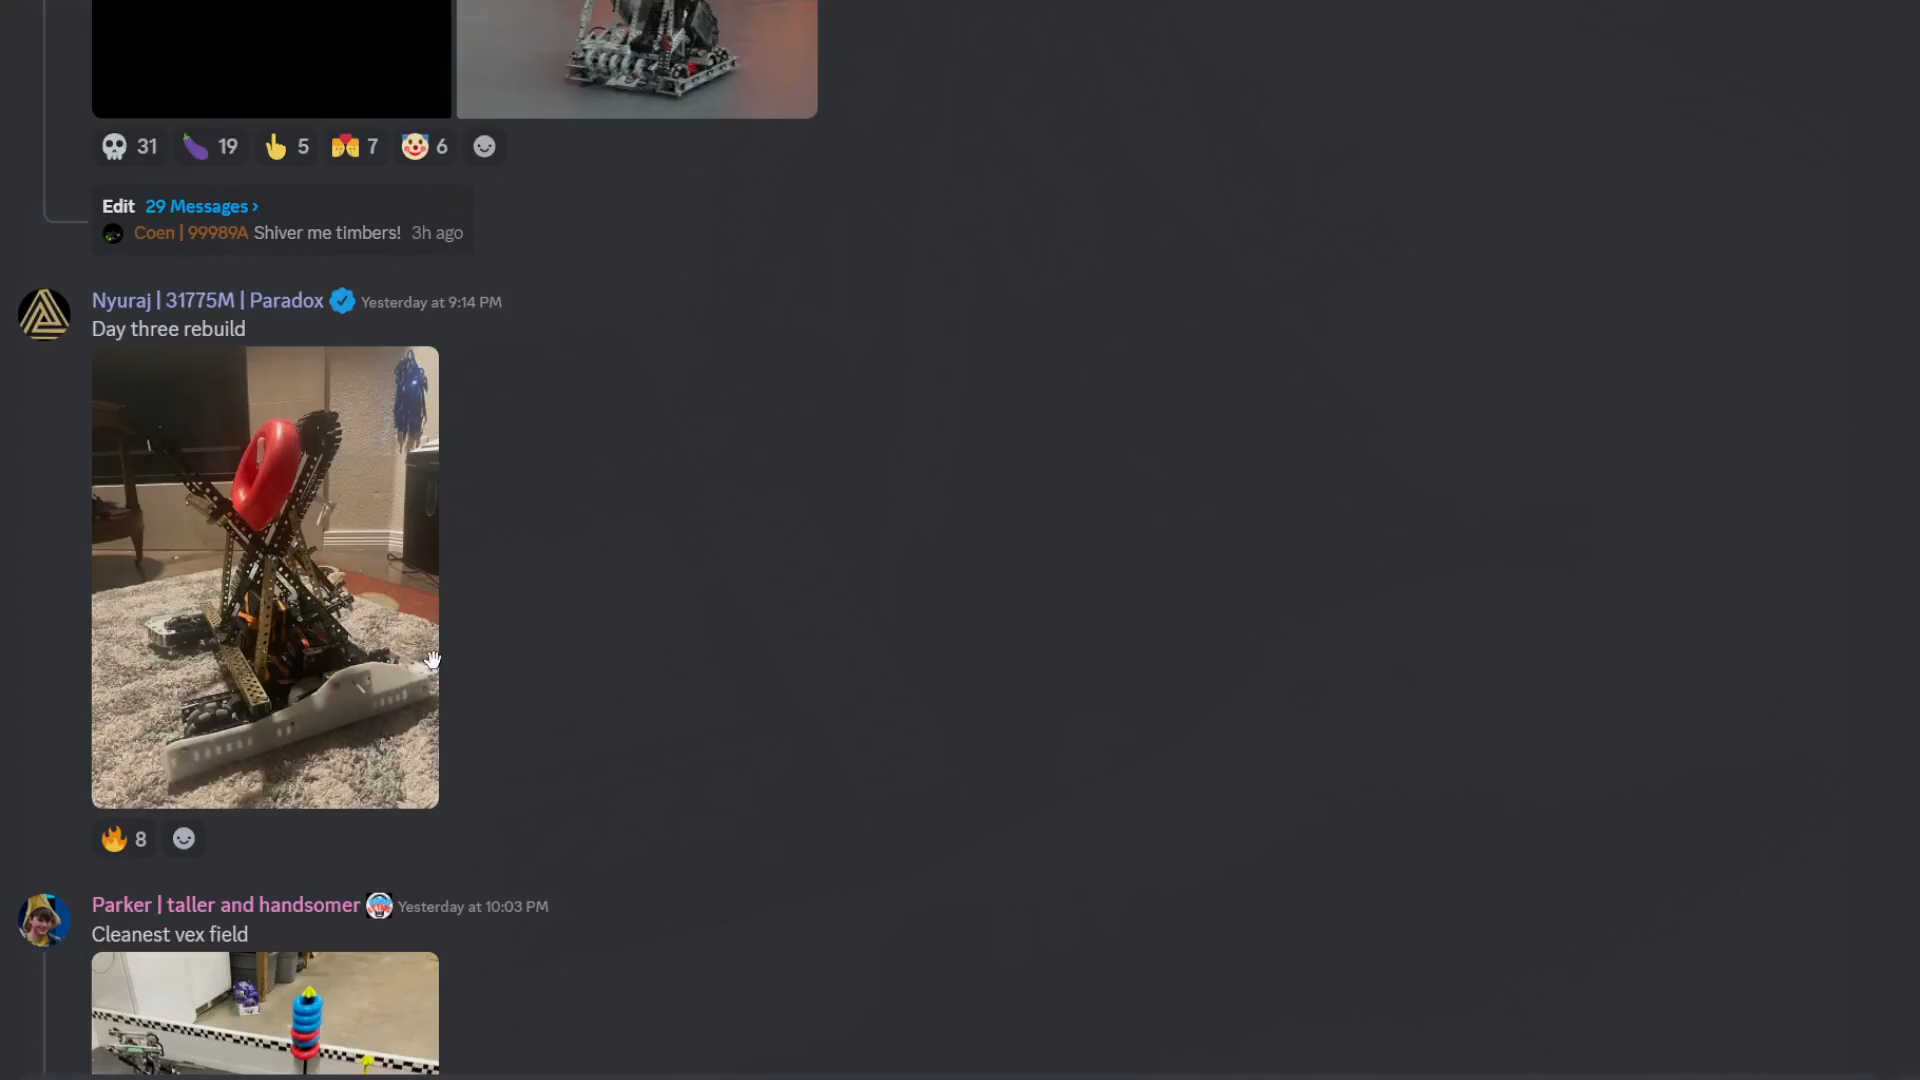 31 19 5 7 6
Edit 29 Messages ›
Coen | 99989A Shiver me timbers! 3h ago
Nyuraj | 31775M | Paradox Yesterday at 9:14 PM
Day three rebuild
8
Parker | taller and handsomer Yesterday at 10:03 PM
Cleanest vex field